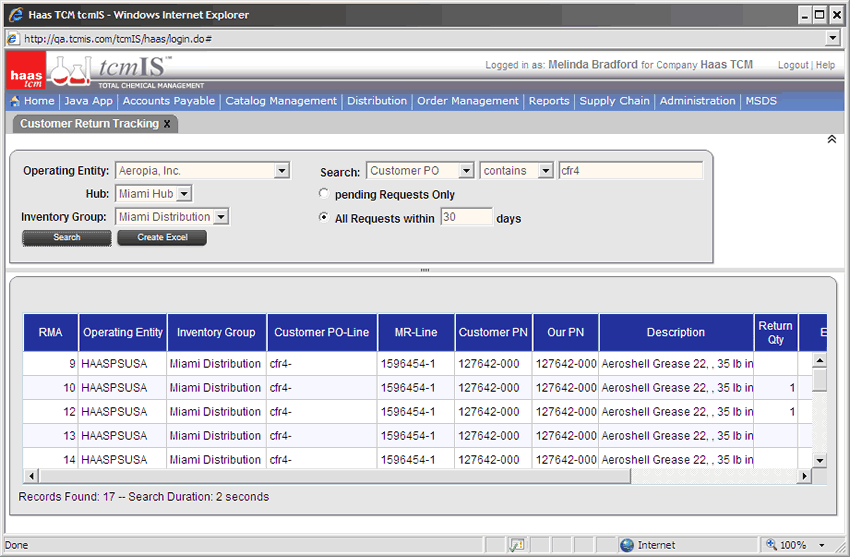 Haas TCM tcmIS - Windows Internet Explorer
http://qa.tcmis.com/tcmIS/haas/login.do#
haas tcm
tcmIS
TOTAL CHEMICAL MANAGEMENT
Logged in as: Melinda Bradford for Company Haas TCM Logout | Help
Home Java App Accounts Payable Catalog Management Distribution Order Management Reports Supply Chain Administration MSDS
Customer Return Tracking X
Operating Entity: Aeropia, Inc. Search: Customer PO contains cfr4
Hub: Miami Hub pending Requests Only
Inventory Group: Miami Distribution All Requests within 30 days
Search Create Excel
RMA Operating Entity Inventory Group Customer PO-Line MR-Line Customer PN Our PN Description Return Qty E
9 HAASPSUSA Miami Distribution cfr4- 1596454-1 127642-000 127642-000 Aeroshell Grease 22, , 35 lb in
10 HAASPSUSA Miami Distribution cfr4- 1596454-1 127642-000 127642-000 Aeroshell Grease 22, , 35 lb in 1
12 HAASPSUSA Miami Distribution cfr4- 1596454-1 127642-000 127642-000 Aeroshell Grease 22, , 35 lb in 1
13 HAASPSUSA Miami Distribution cfr4- 1596454-1 127642-000 127642-000 Aeroshell Grease 22, , 35 lb in
14 HAASPSUSA Miami Distribution cfr4- 1596454-1 127642-000 127642-000 Aeroshell Grease 22, , 35 lb in
Records Found: 17 -- Search Duration: 2 seconds
Done Internet 100%